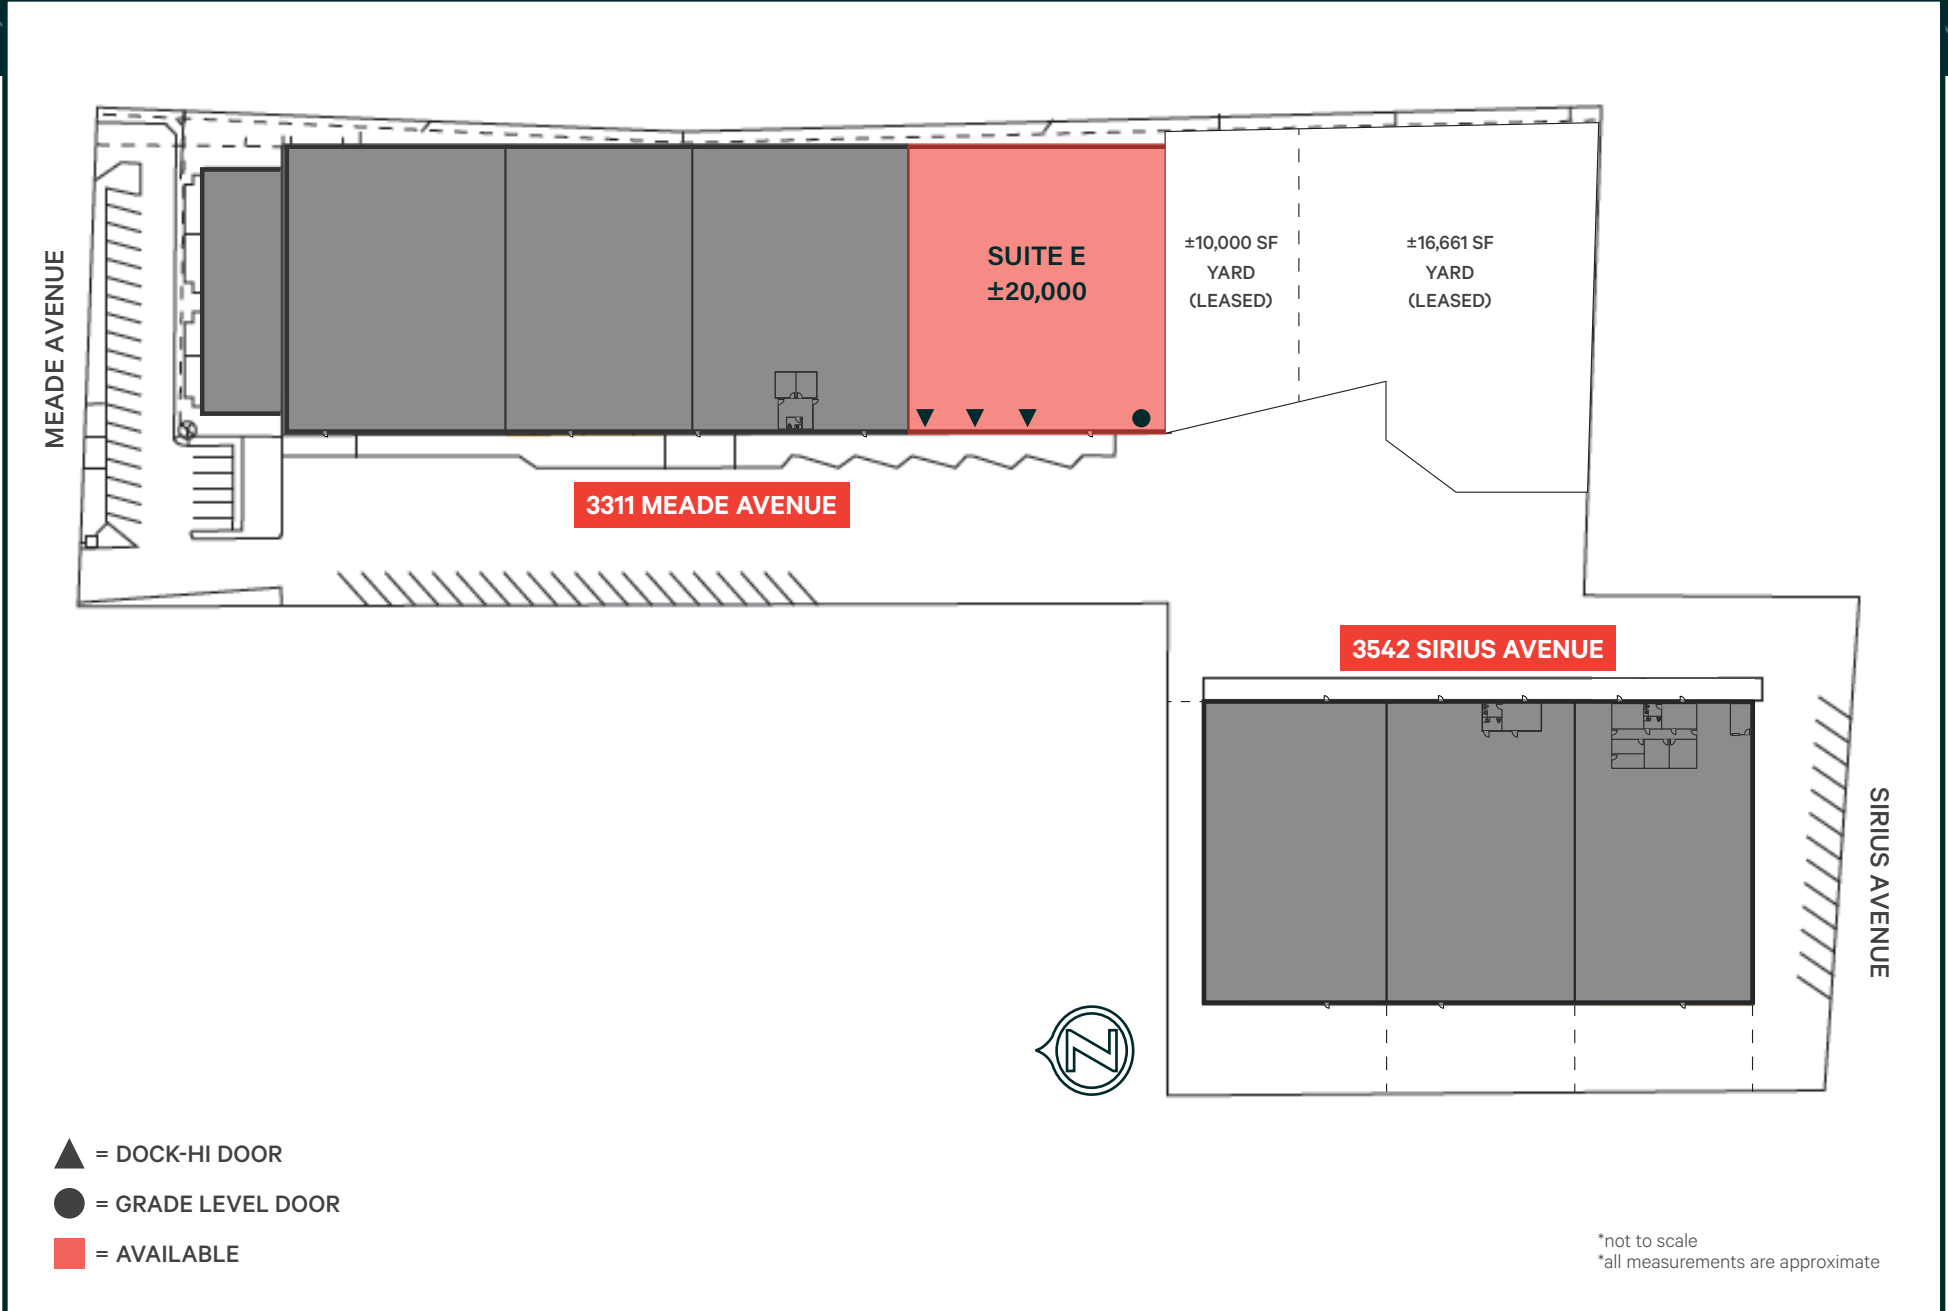 MEADE AVENUE
SUITE E
±20,000
±10,000 SF
YARD
(LEASED)
±16,661 SF
YARD
(LEASED)
3311 MEADE AVENUE
3542 SIRIUS AVENUE
SIRIUS AVENUE
N
= DOCK-HI DOOR
= GRADE LEVEL DOOR
= AVAILABLE
*not to scale
*all measurements are approximate